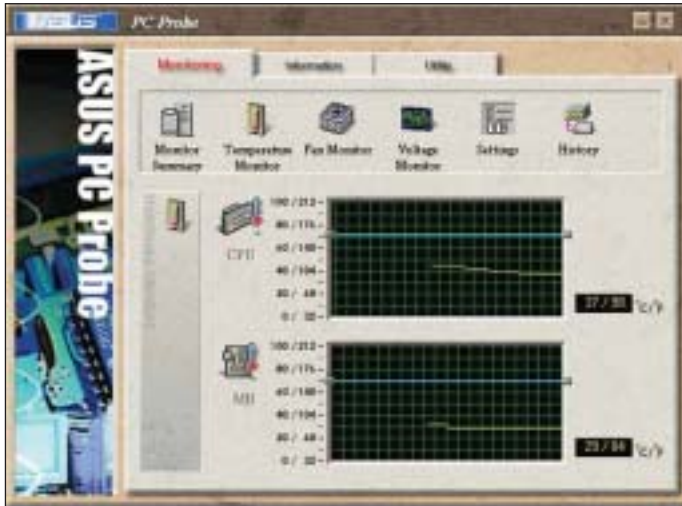 ASUS PC Probe
Monitoring Information Utility
Monitor Summary
Temperature Monitor
Fan Monitor
Voltage Monitor
Settings
History
ASUS PC Probe
CPU
100 / 212
80 / 176
60 / 140
40 / 104
20 / 68
0 / 32
°C/°F
MB
100 / 212
80 / 176
60 / 140
40 / 104
20 / 68
0 / 32
29 / 84 °C/°F